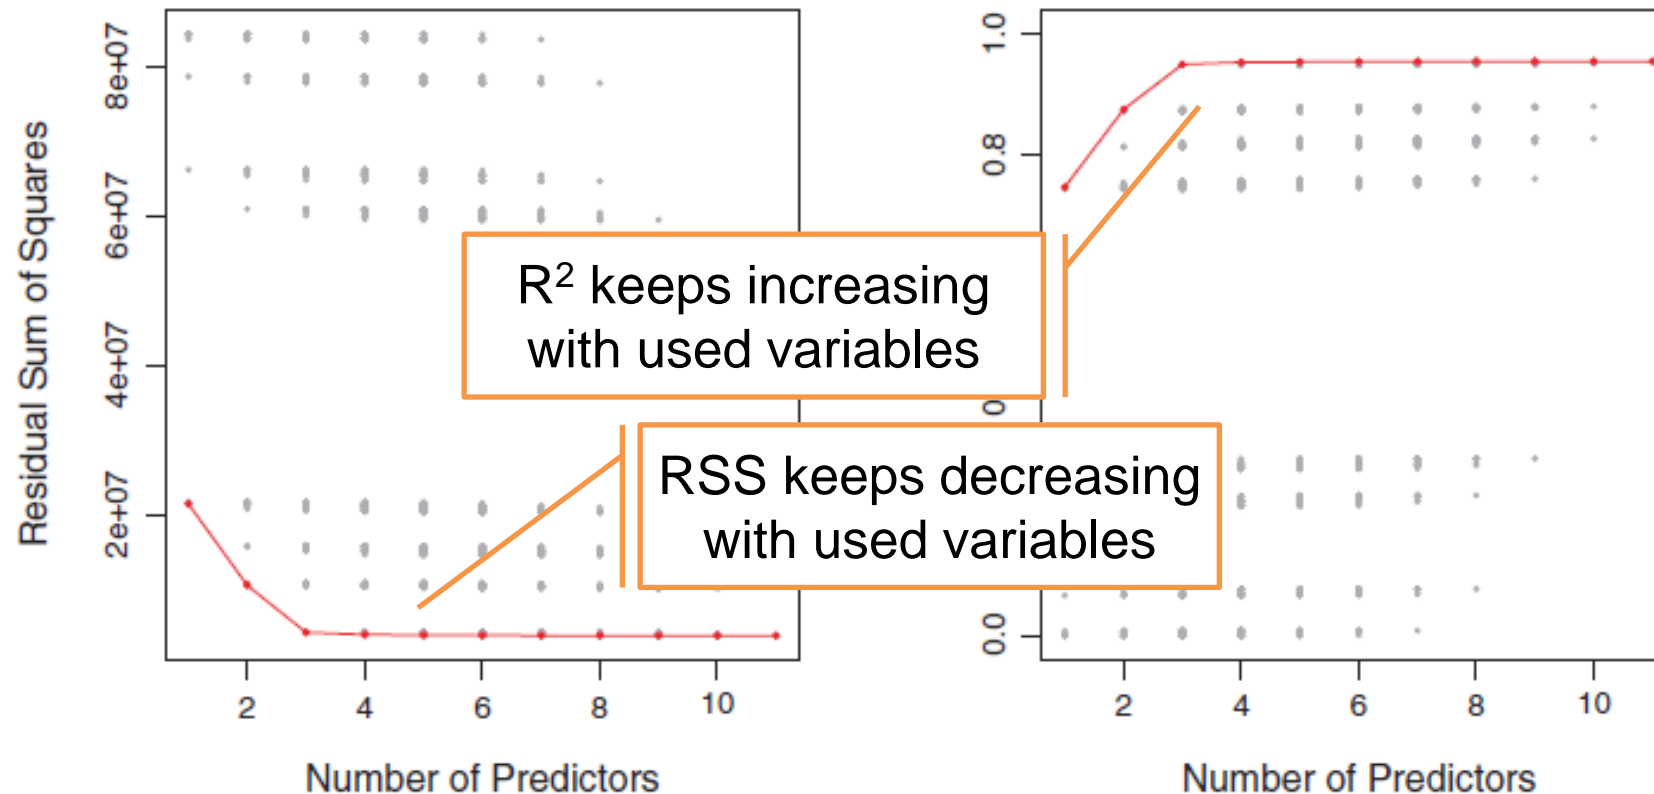 Residual Sum of Squares
8e+07
6e+07
4e+07
2e+07
2 4 6 8 10
Number of Predictors
R² keeps increasing
with used variables
RSS keeps decreasing
with used variables
1.0
0.8
0
0.0
2 4 6 8 10
Number of Predictors